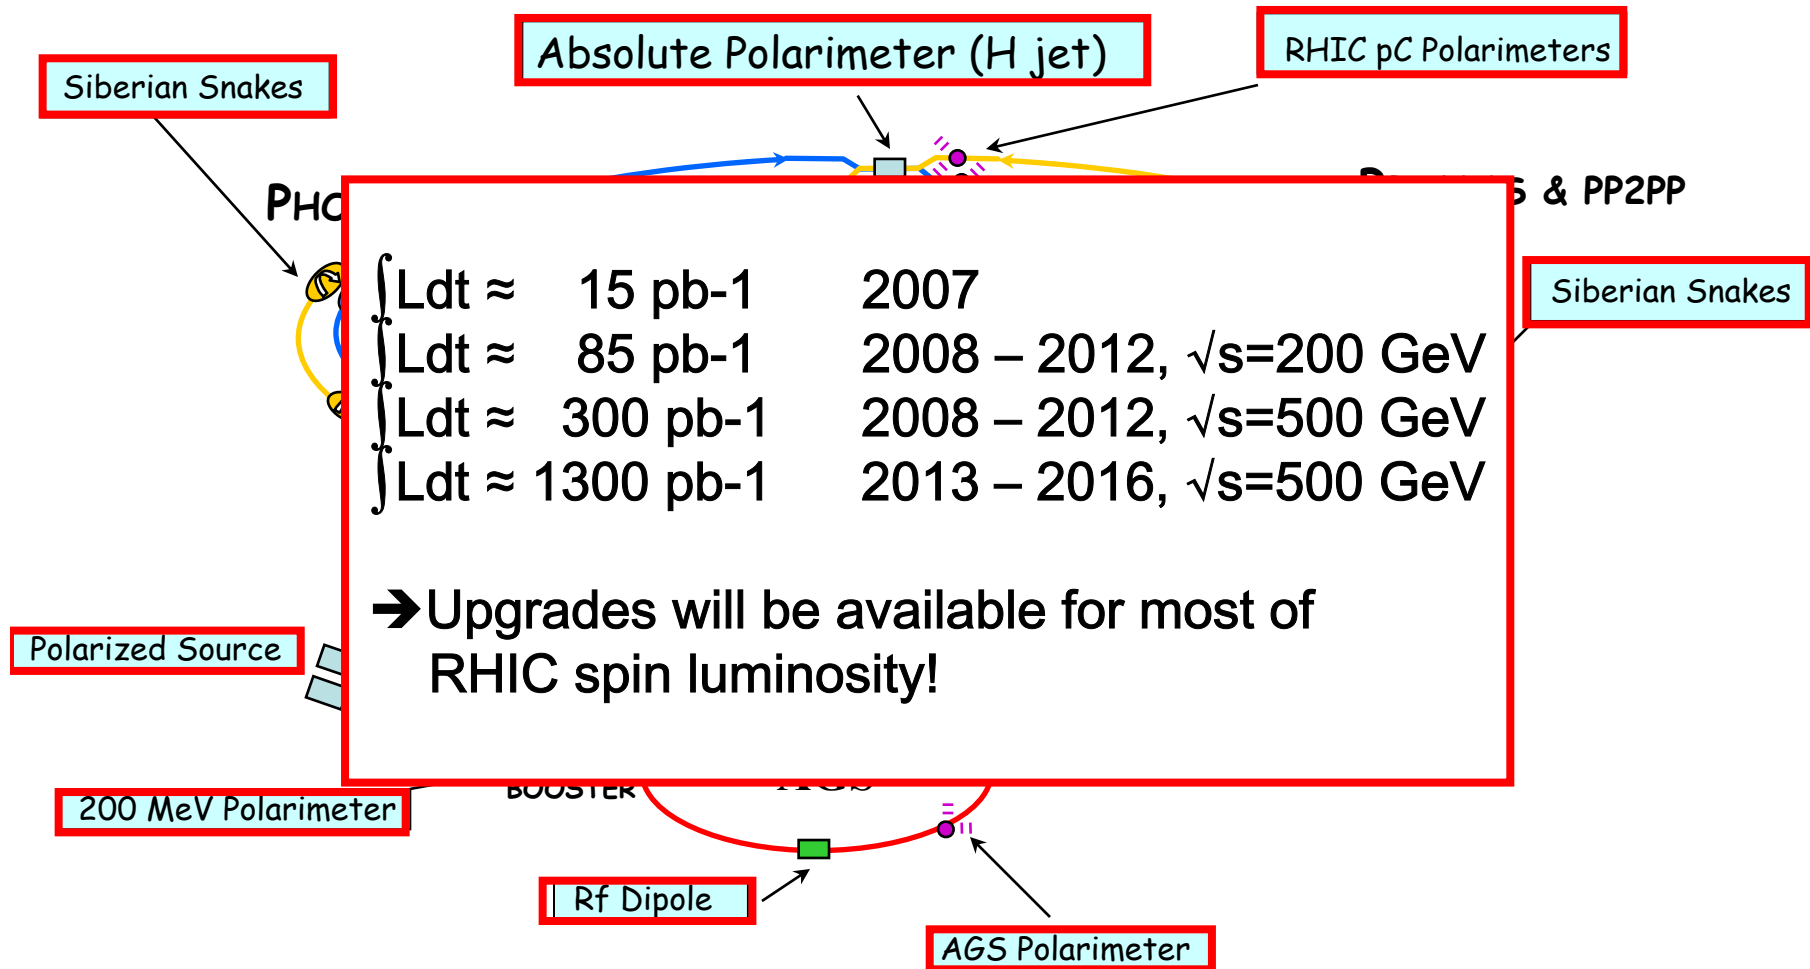 Absolute Polarimeter (H jet)
RHIC pC Polarimeters
Siberian Snakes
& PP2PP
∫Ldt ≈ 15 pb-1 2007
∫Ldt ≈ 85 pb-1 2008 – 2012, √s=200 GeV
∫Ldt ≈ 300 pb-1 2008 – 2012, √s=500 GeV
∫Ldt ≈ 1300 pb-1 2013 – 2016, √s=500 GeV
Siberian Snakes
➔Upgrades will be available for most of
RHIC spin luminosity!
Polarized Source
200 MeV Polarimeter
BOOSTER
AGS
Rf Dipole
AGS Polarimeter